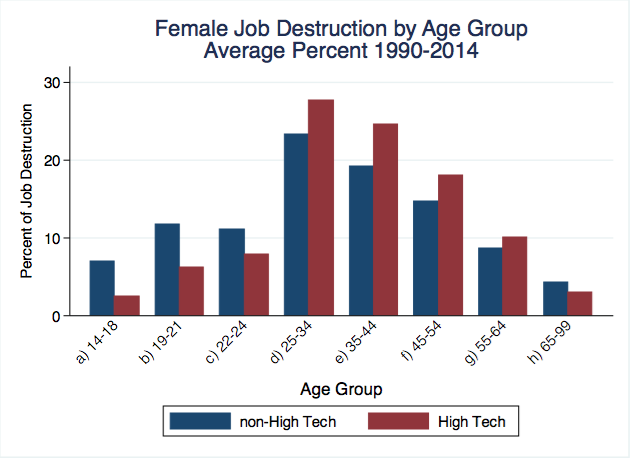 Female Job Destruction by Age Group
Average Percent 1990-2014
Percent of Job Destruction
30
20
10
0
a) 14-18
b) 19-21
c) 22-24
d) 25-34
e) 35-44
f) 45-54
g) 55-64
h) 65-99
Age Group
non-High Tech
High Tech